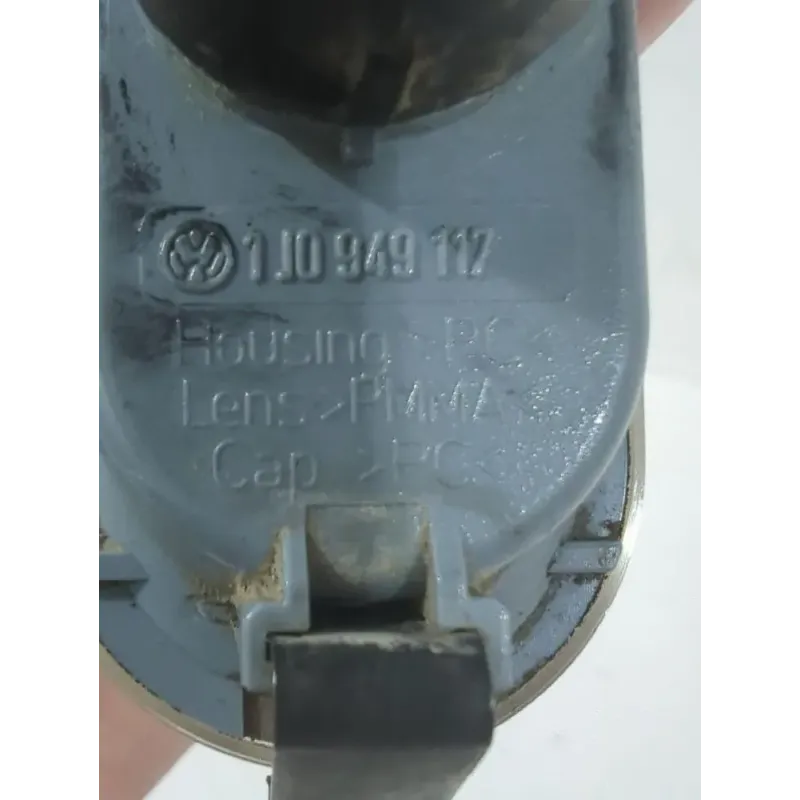 1J0 949 117
Housing >PC<
Lens >PMMA<
Cap >PC<